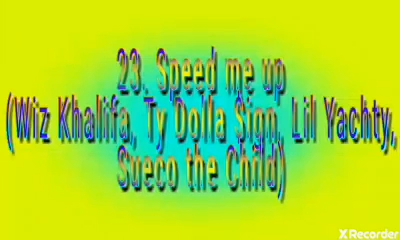 23. Speed me up
(Wiz Khalifa, Ty Dolla Sign, Lil Yachty,
Sueco the Child)
XRecorder